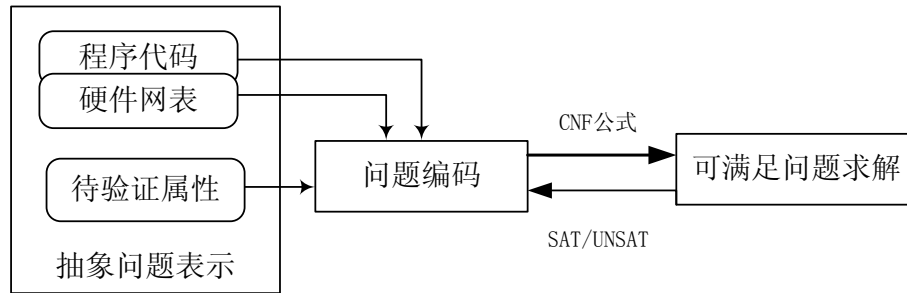 程序代码
硬件网表
待验证属性
抽象问题表示
问题编码
CNF公式
SAT/UNSAT
可满足问题求解